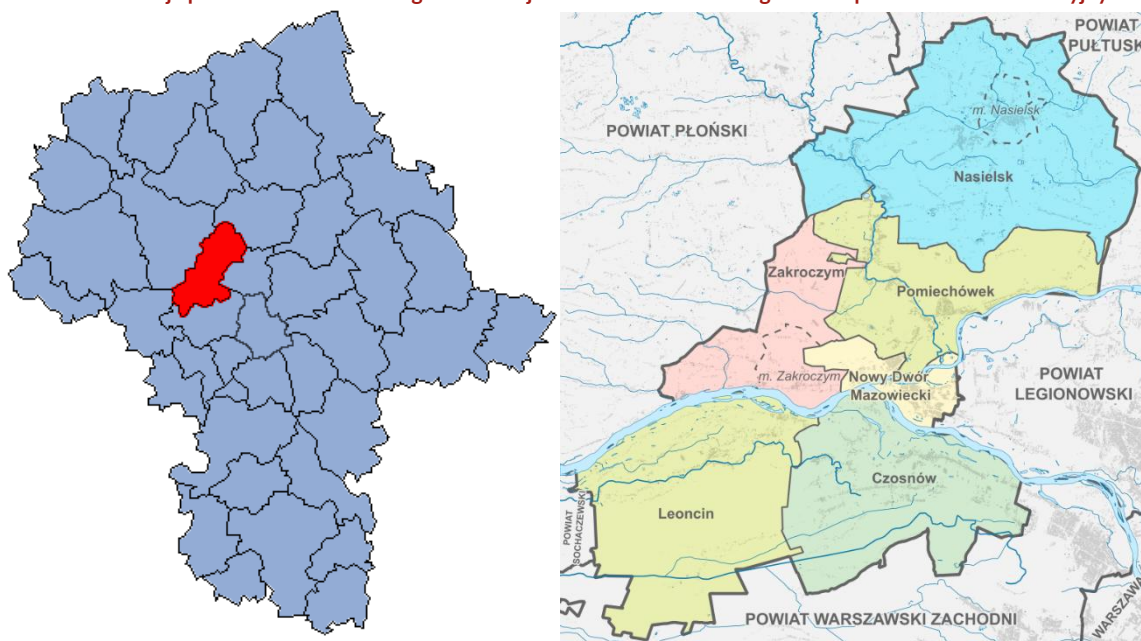 POWIAT
PUŁTUSK
m. Nasielsk
POWIAT PŁOŃSKI
Nasielsk
Zakroczym
Pomiechówek
m. Zakroczym
Nowy Dwór
Mazowiecki
POWIAT
LEGIONOWSKI
Czosnów
Leoncin
POWIAT
SOCHACZEWSKI
POWIAT WARSZAWSKI ZACHODNI
WARSZAWA